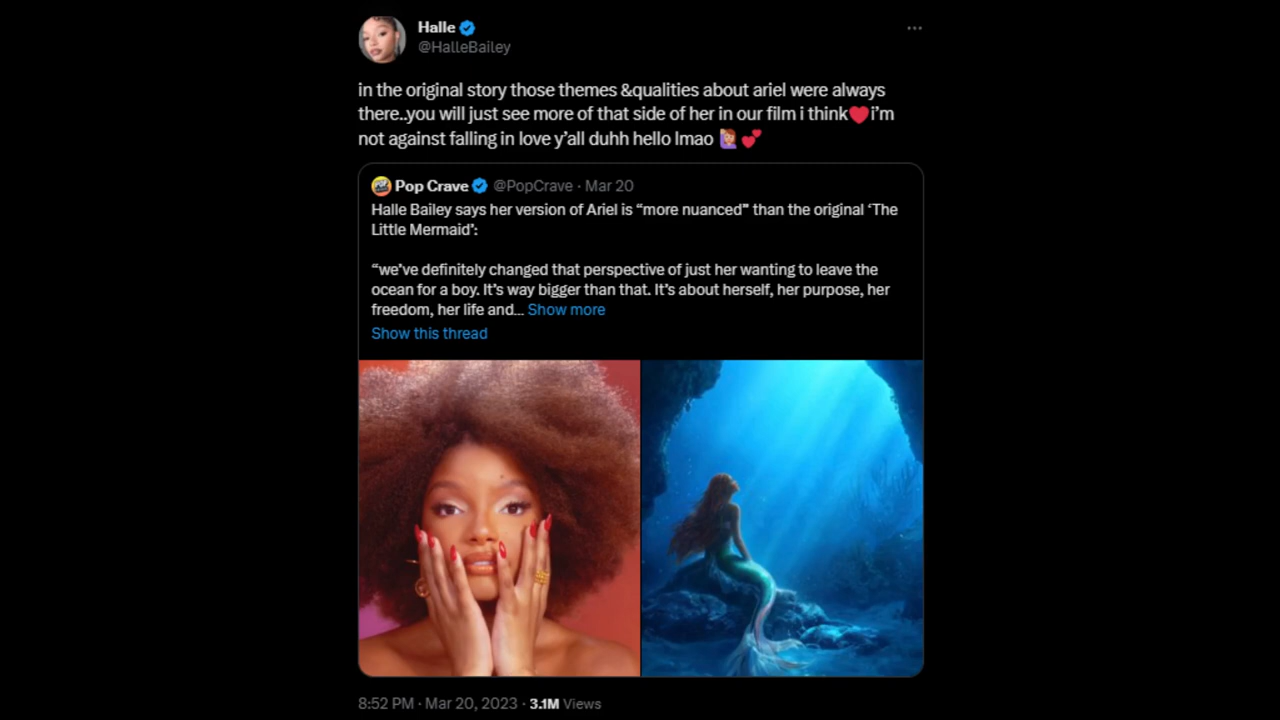 Halle
@HalleBailey
in the original story those themes &qualities about ariel were always
there..you will just see more of that side of her in our film i think❤️i’m
not against falling in love y’all duhh hello lmao 🙋🏼‍♀️💕
Pop Crave @PopCrave · Mar 20
Halle Bailey says her version of Ariel is “more nuanced” than the original ‘The
Little Mermaid’:
“we’ve definitely changed that perspective of just her wanting to leave the
ocean for a boy. It’s way bigger than that. It’s about herself, her purpose, her
freedom, her life and... Show more
Show this thread
8:52 PM · Mar 20, 2023 · 3.1M Views